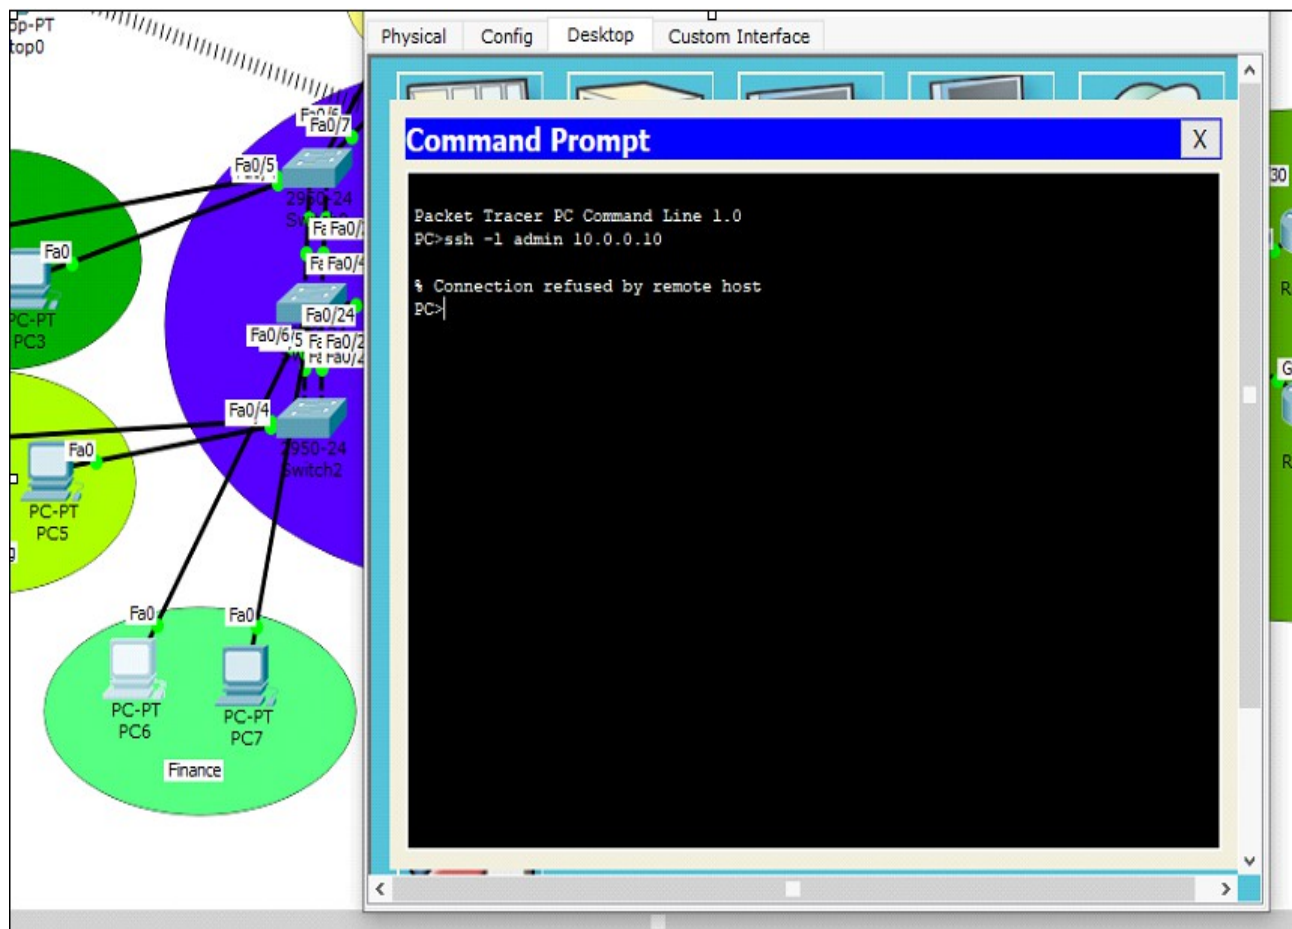 Physical Config Desktop Custom Interface
Command Prompt
X
Packet Tracer PC Command Line 1.0
PC>ssh -l admin 10.0.0.10
% Connection refused by remote host
PC>
Fa0/7
Fa0/5
2950-24
Fa0/4
Fa0
PC-PT
PC3
Fa0/24
Fa0/6
Fa0/4
2950-24
Switch2
Fa0
PC-PT
PC5
Fa0
Fa0
PC-PT
PC6
PC-PT
PC7
Finance